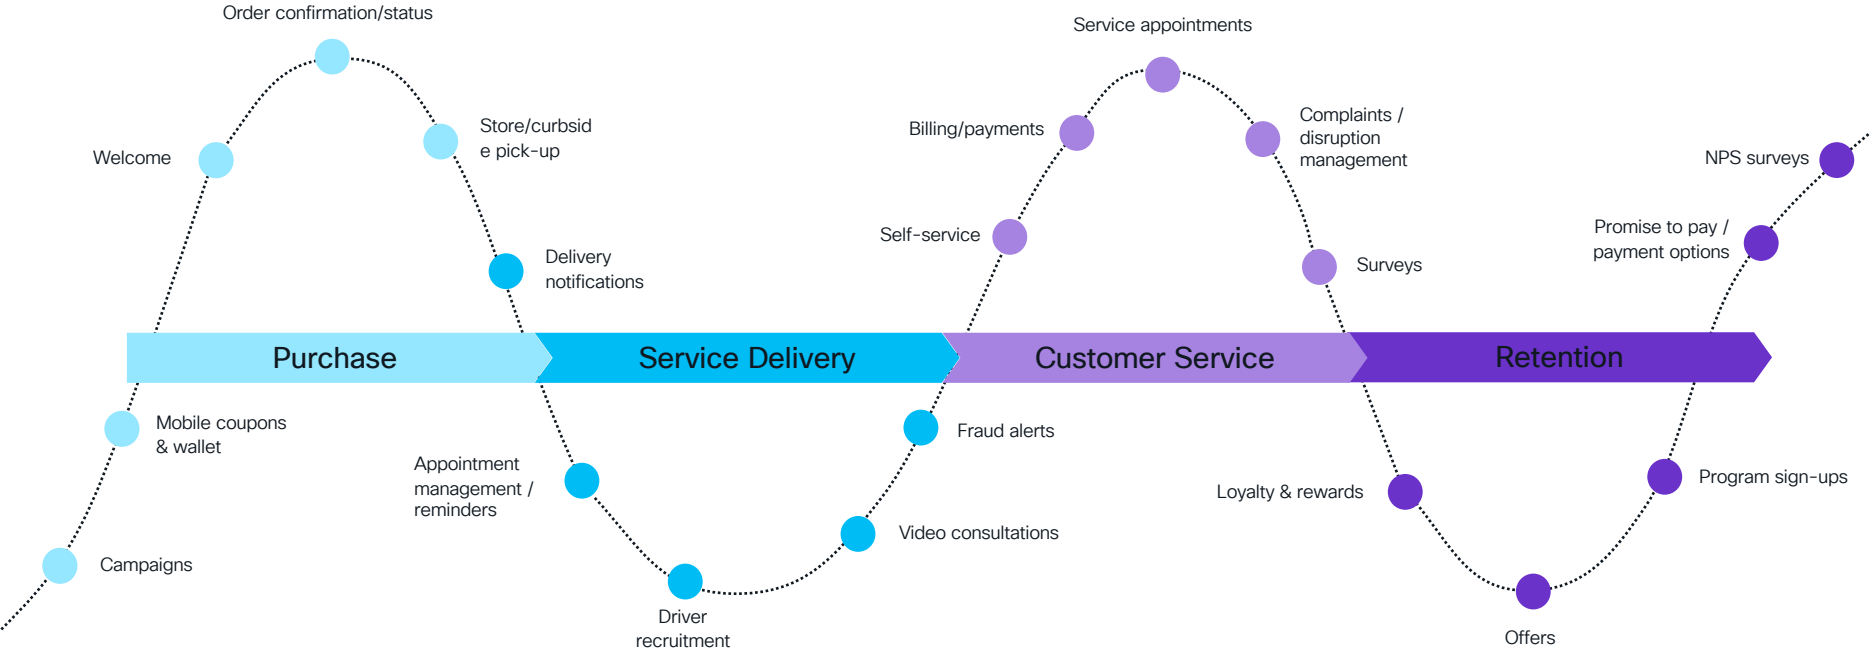 Order confirmation/status
Welcome
Store/curbsid
e pick-up
Delivery
notifications
Purchase
Mobile coupons
& wallet
Campaigns
Service Delivery
Appointment
management /
reminders
Driver
recruitment
Video consultations
Fraud alerts
Service appointments
Billing/payments
Self-service
Complaints /
disruption
management
Surveys
Customer Service
Retention
Loyalty & rewards
Offers
Program sign-ups
Promise to pay /
payment options
NPS surveys